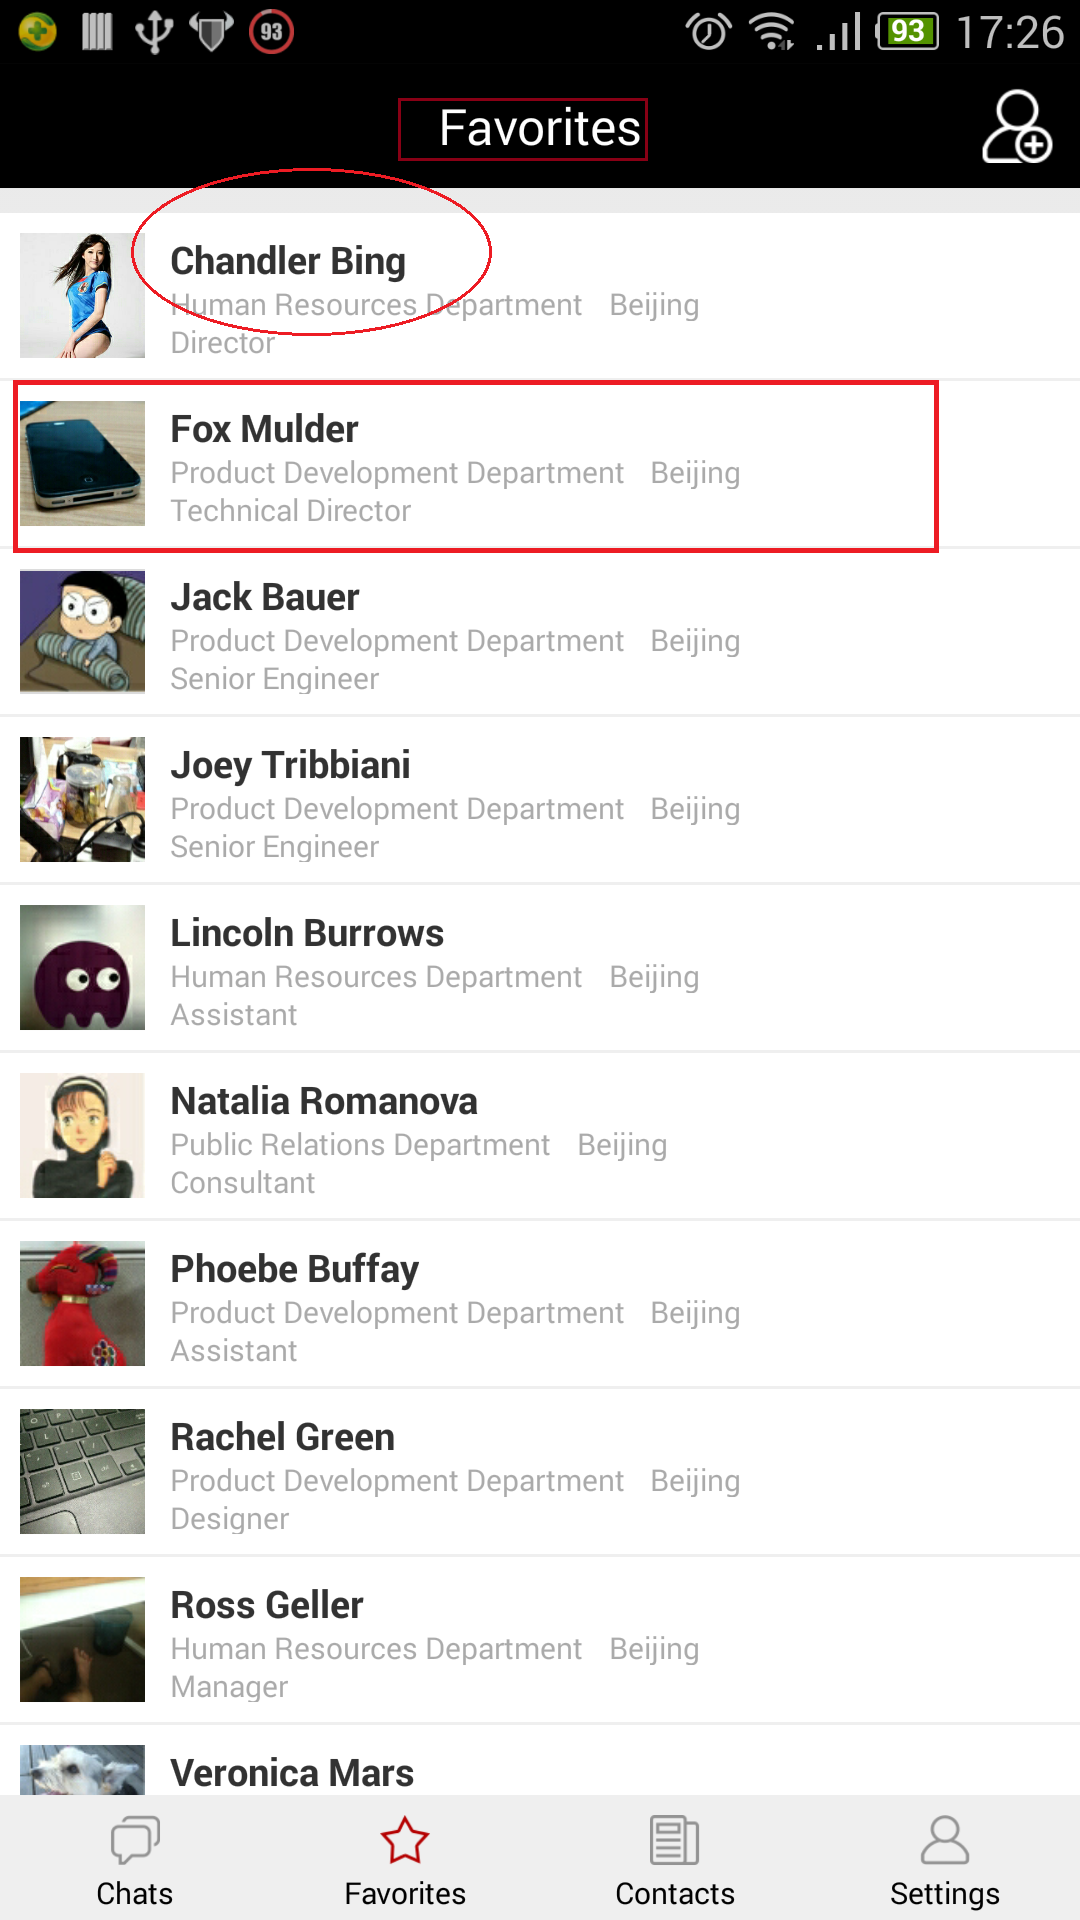 93 93 17:26
Favorites
Chandler Bing
Human Resources Department Beijing
Director
Fox Mulder
Product Development Department Beijing
Technical Director
Jack Bauer
Product Development Department Beijing
Senior Engineer
Joey Tribbiani
Product Development Department Beijing
Senior Engineer
Lincoln Burrows
Human Resources Department Beijing
Assistant
Natalia Romanova
Public Relations Department Beijing
Consultant
Phoebe Buffay
Product Development Department Beijing
Assistant
Rachel Green
Product Development Department Beijing
Designer
Ross Geller
Human Resources Department Beijing
Manager
Veronica Mars
Chats Favorites Contacts Settings